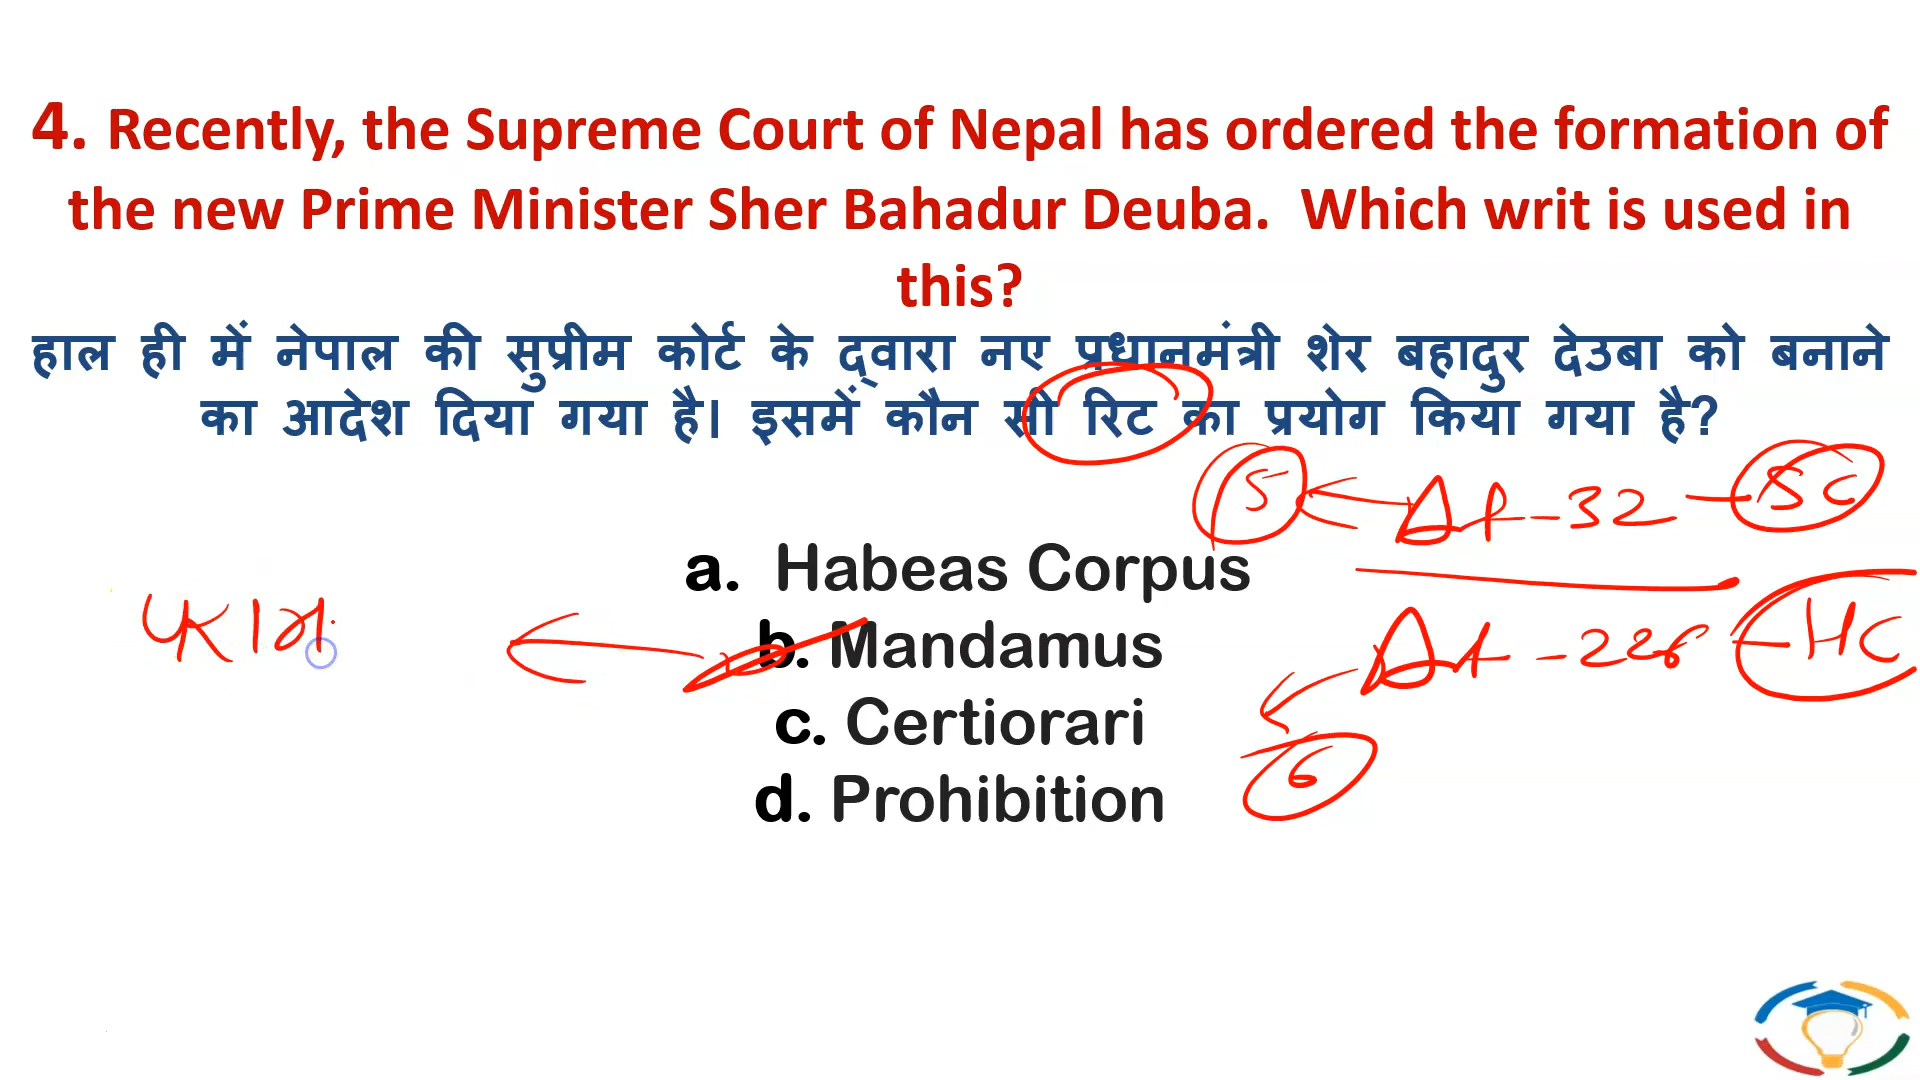 4. Recently, the Supreme Court of Nepal has ordered the formation of
the new Prime Minister Sher Bahadur Deuba. Which writ is used in
this?
हाल ही में नेपाल की सुप्रीम कोर्ट के द्वारा नए प्रधानमंत्री शेर बहादुर देउबा को बनाने
का आदेश दिया गया है। इसमें कौन सी रिट का प्रयोग किया गया है?
5 At-32 - SC
a. Habeas Corpus
b. Mandamus
At-226 - HC
c. Certiorari
6
d. Prohibition